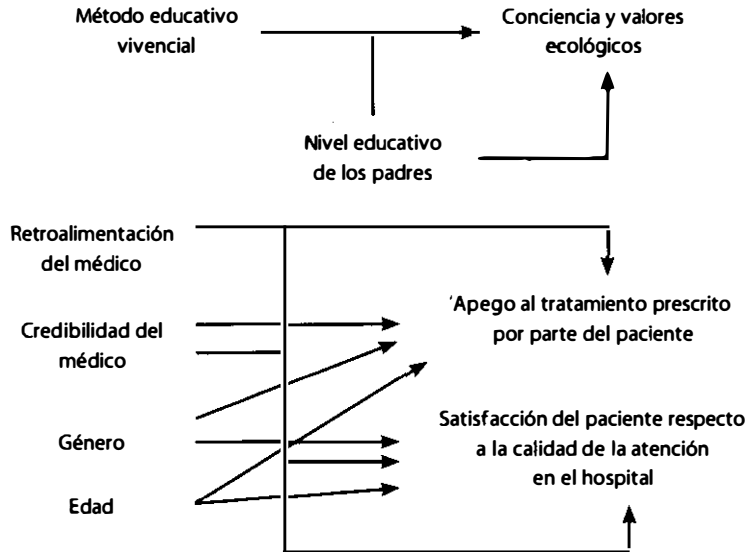 Método educativo
vivencial
Conciencia y valores
ecológicos
Nivel educativo
de los padres
Retroalimentación
del médico
'Apego al tratamiento prescrito
por parte del paciente
Credibilidad del
médico
Género
Satisfacción del paciente respecto
a la calidad de la atención
en el hospital
Edad